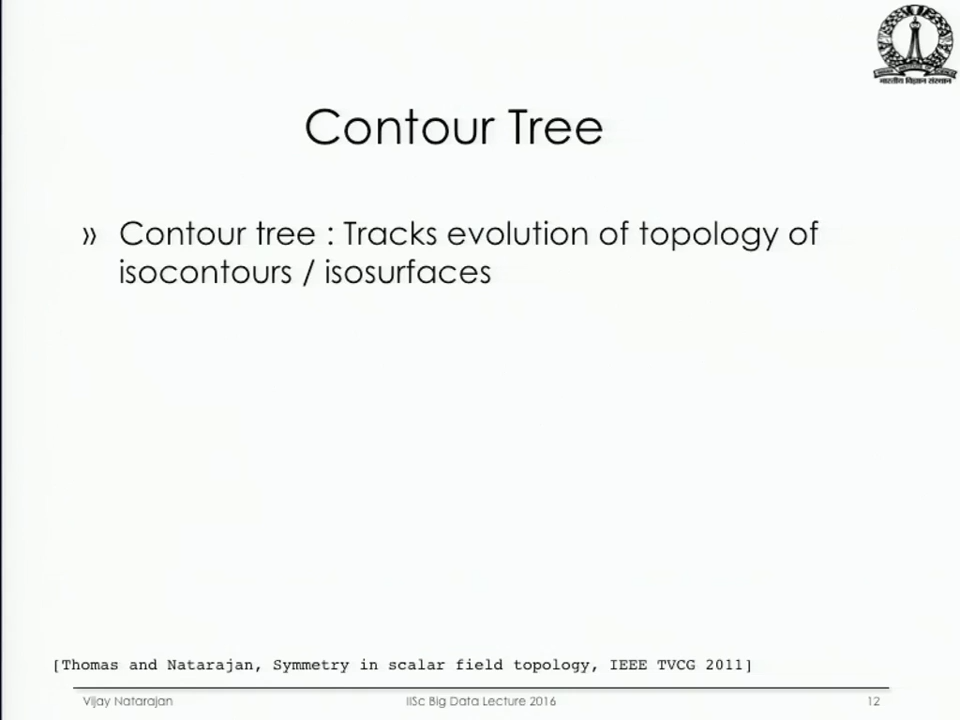 Contour Tree
» Contour tree : Tracks evolution of topology of
isocontours / isosurfaces
[Thomas and Natarajan, Symmetry in scalar field topology, IEEE TVCG 2011]
Vijay Natarajan
IISc Big Data Lecture 2016
12